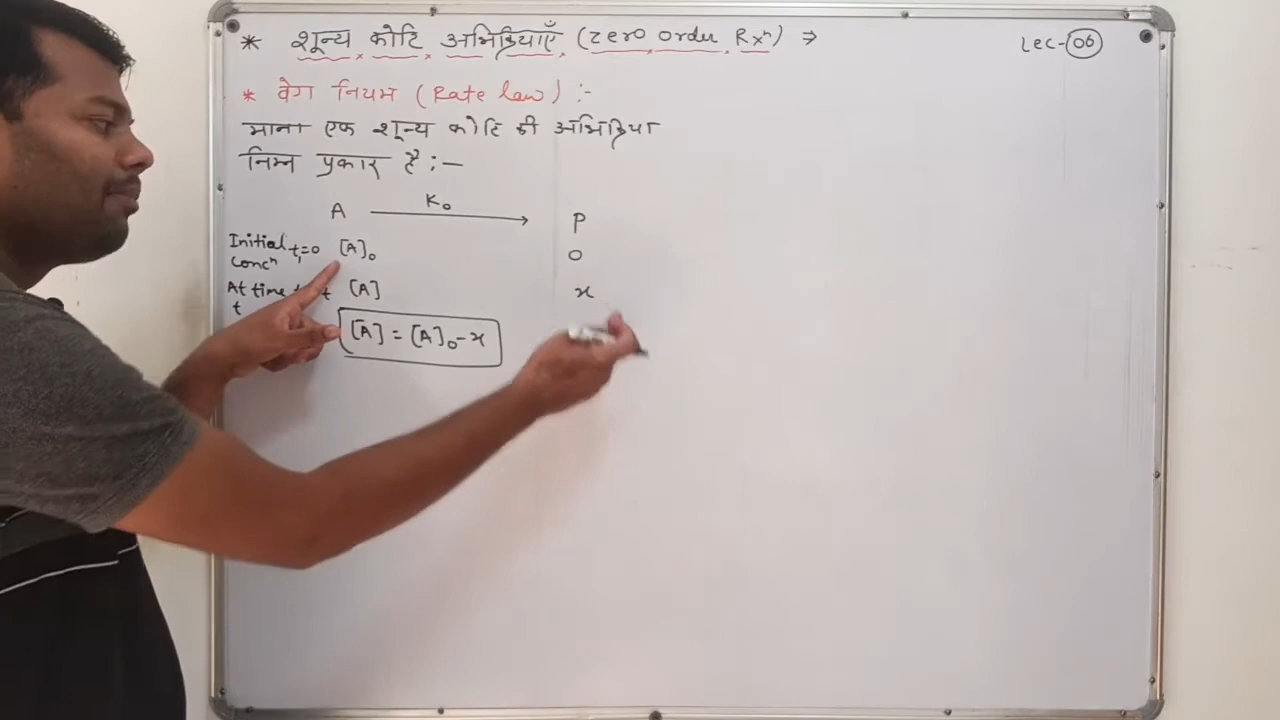 * शून्य कोटि अभिक्रियाएँ (Zero order Rxⁿ) ⇒
Lec-06
* वेग नियम (Rate law) :-
माना एक शून्य कोटि की अभिक्रिया
निम्न प्रकार है :-
A → K₀ P
Initial concⁿ t=0 [A]₀ 0
At time t [A] x
[A] = [A]₀ - x